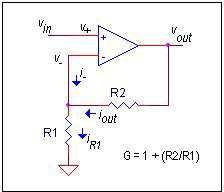 vin
v+
vout
+
-
v-
i-
R2
iout
R1
iR1
G = 1 + (R2/R1)